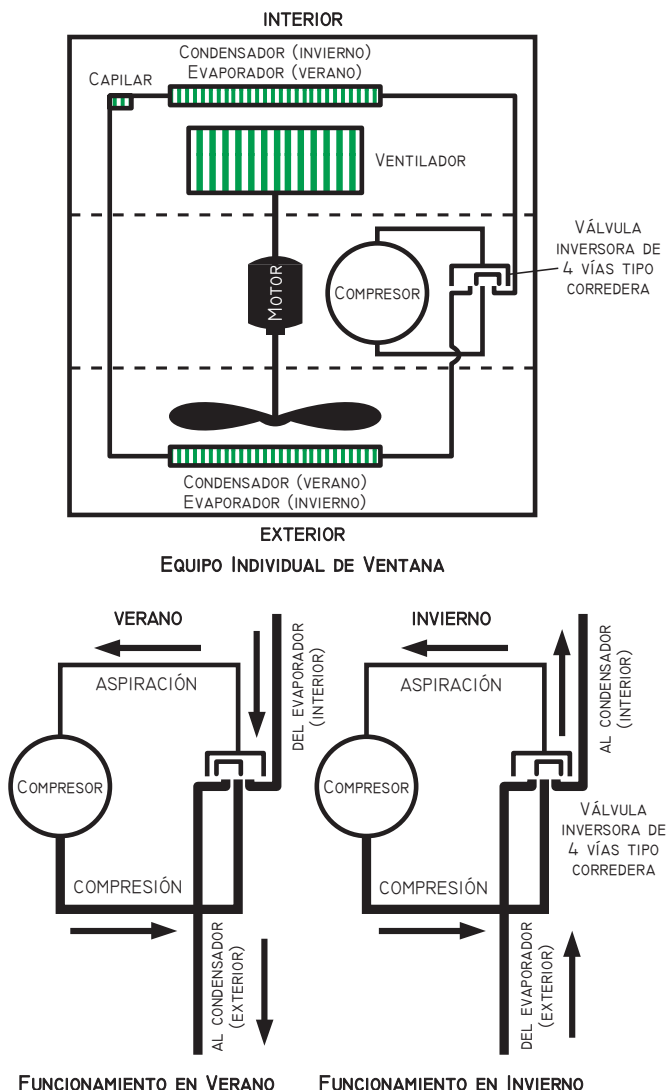 INTERIOR
CONDENSADOR (INVIERNO)
EVAPORADOR (VERANO)
CAPILAR
VENTILADOR
VÁLVULA
INVERSORA DE
4 VÍAS TIPO
CORREDERA
MOTOR
COMPRESOR
CONDENSADOR (VERANO)
EVAPORADOR (INVIERNO)
EXTERIOR
EQUIPO INDIVIDUAL DE VENTANA
VERANO
ASPIRACIÓN
DEL EVAPORADOR
(INTERIOR)
COMPRESOR
COMPRESIÓN
AL CONDENSADOR
(EXTERIOR)
FUNCIONAMIENTO EN VERANO
INVIERNO
ASPIRACIÓN
AL CONDENSADOR
(INTERIOR)
COMPRESOR
VÁLVULA
INVERSORA DE
4 VÍAS TIPO
CORREDERA
COMPRESIÓN
DEL EVAPORADOR
(EXTERIOR)
FUNCIONAMIENTO EN INVIERNO